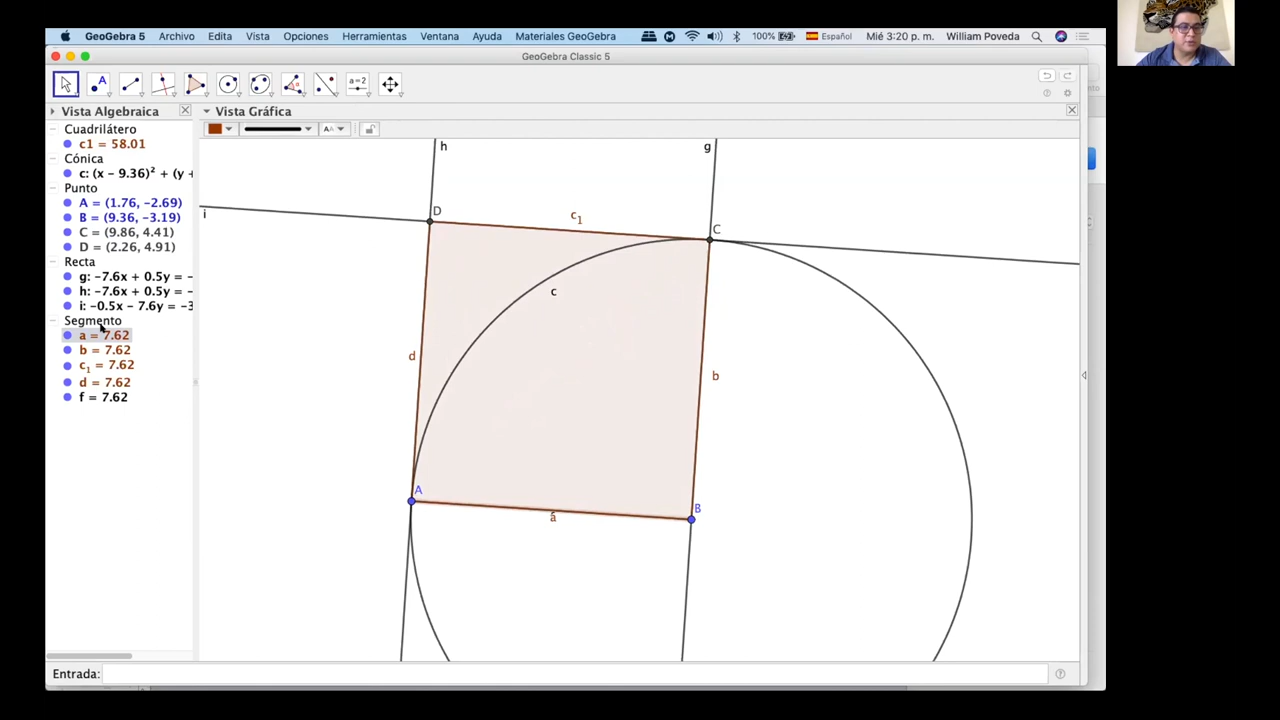 GeoGebra 5 Archivo Edita Vista Opciones Herramientas Ventana Ayuda Materiales GeoGebra 100% Español Mié 3:20 p. m. William Poveda
GeoGebra Classic 5
A a=2
Vista Algebraica
Vista Gráfica
AA
Cuadrilátero
c1 = 58.01
Cónica
c: (x − 9.36)² + (y +
Punto
A = (1.76, −2.69)
B = (9.36, −3.19)
C = (9.86, 4.41)
D = (2.26, 4.91)
Recta
g: −7.6x + 0.5y = −
h: −7.6x + 0.5y = −
i: −0.5x − 7.6y = −3
Segmento
a = 7.62
b = 7.62
c₁ = 7.62
d = 7.62
f = 7.62
h
g
i
D
c₁
C
c
d
b
A
a
B
Entrada: